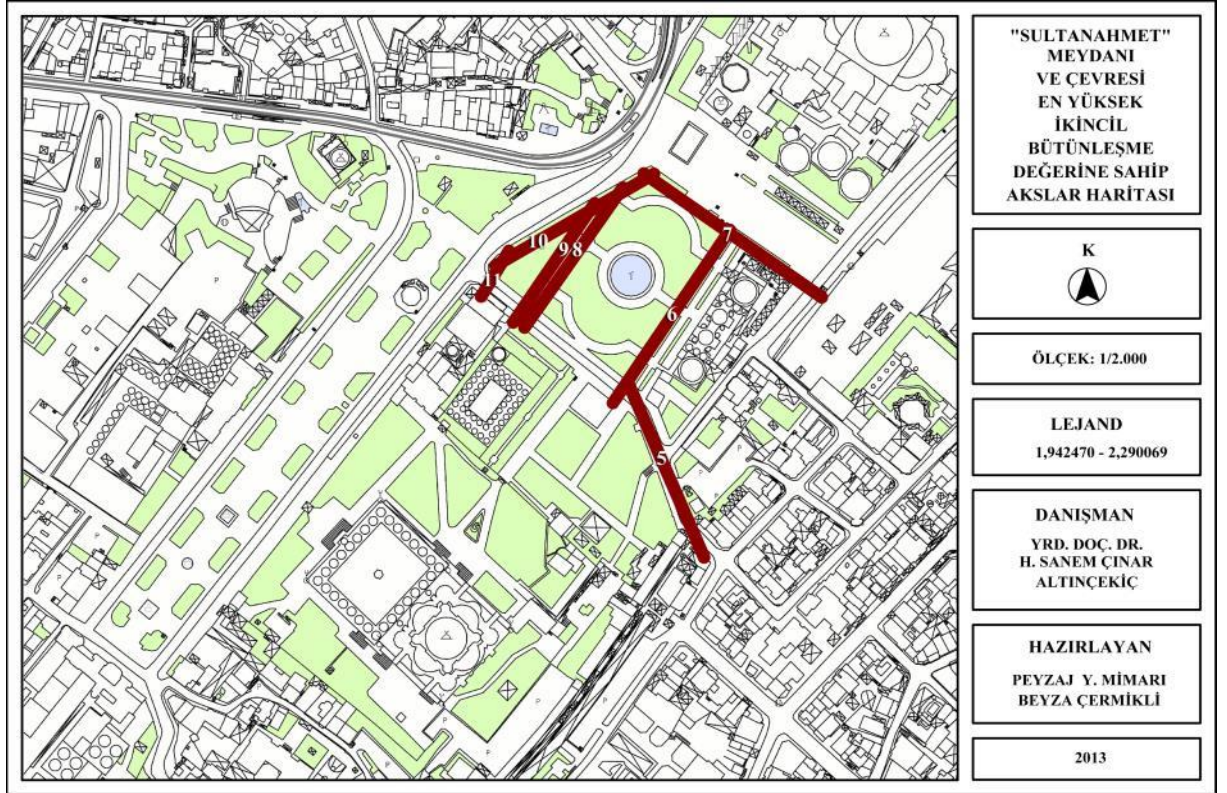 "SULTANAHMET"
MEYDANI
VE ÇEVRESİ
EN YÜKSEK
İKİNCİL
BÜTÜNLEŞME
DEĞERİNE SAHİP
AKSLAR HARİTASI
K
ÖLÇEK: 1/2.000
LEJAND
1,942470 - 2,290069
DANIŞMAN
YRD. DOÇ. DR.
H. SANEM ÇINAR
ALTINÇEKİÇ
HAZIRLAYAN
PEYZAJ Y. MİMARI
BEYZA ÇERMİKLİ
2013
7
10
98
11
6
5